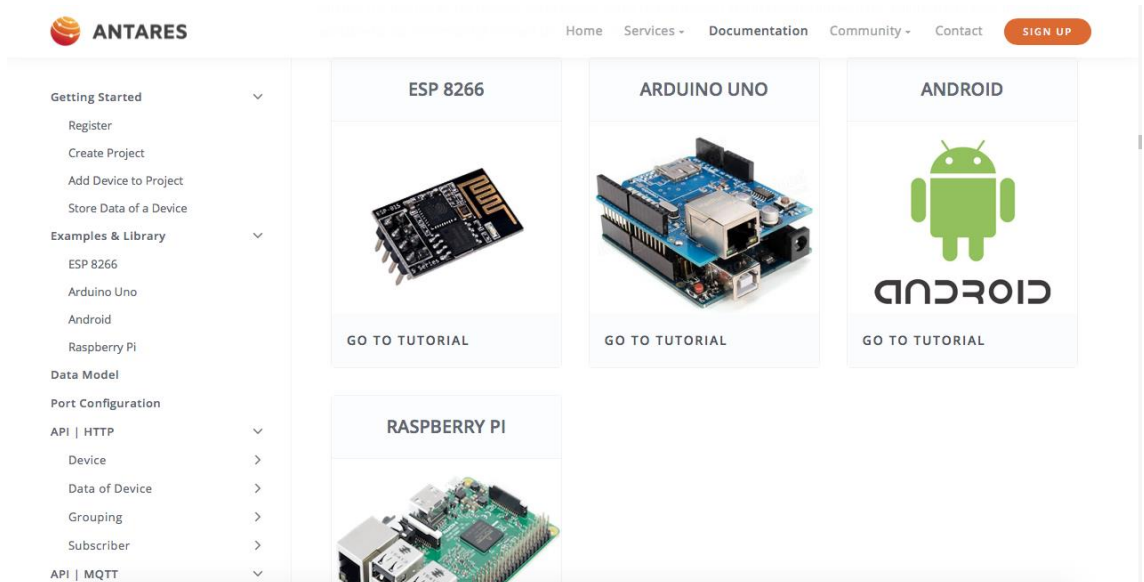 ANTARES
Home Services Documentation Community Contact SIGN UP
Getting Started
Register
Create Project
Add Device to Project
Store Data of a Device
Examples & Library
ESP 8266
Arduino Uno
Android
Raspberry Pi
Data Model
Port Configuration
API | HTTP
Device
Data of Device
Grouping
Subscriber
API | MQTT
ESP 8266
ARDUINO UNO
ANDROID
ANDROID
GO TO TUTORIAL
GO TO TUTORIAL
GO TO TUTORIAL
RASPBERRY PI